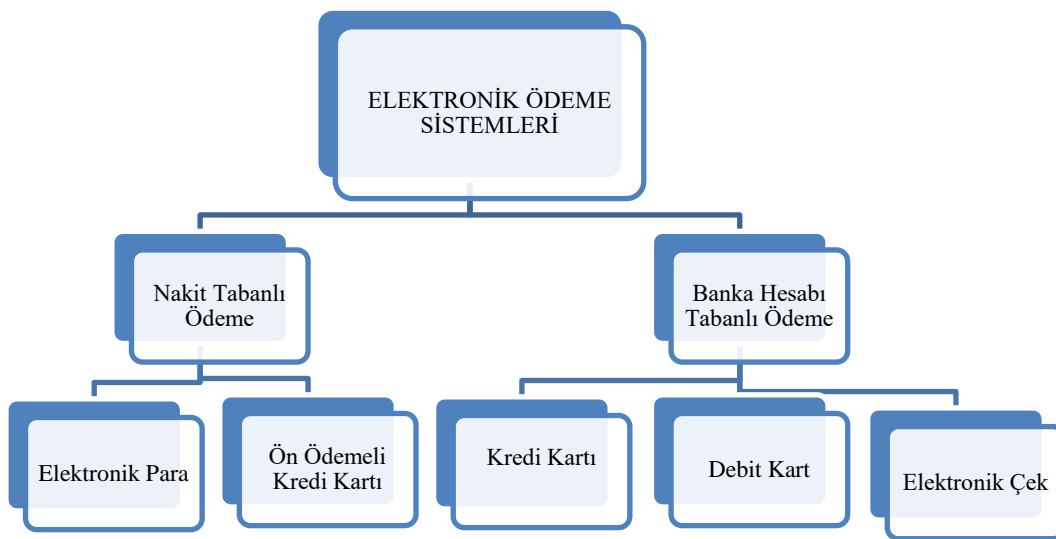 ELEKTRONİK ÖDEME
SİSTEMLERİ
Nakit Tabanlı
Ödeme
Banka Hesabı
Tabanlı Ödeme
Elektronik Para
Ön Ödemeli
Kredi Kartı
Kredi Kartı
Debit Kart
Elektronik Çek